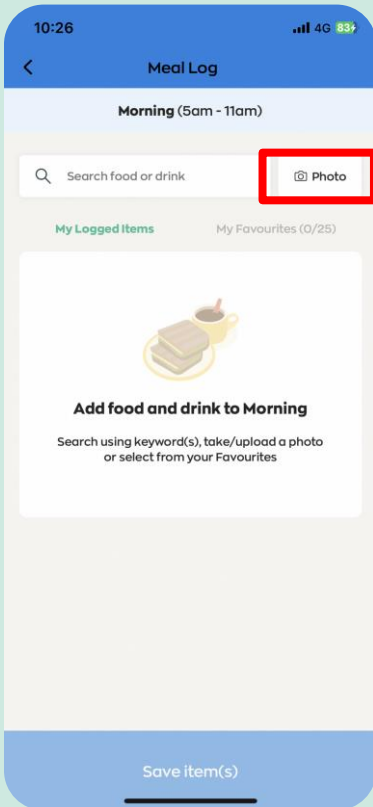 10:26 4G 83
Meal Log
Morning (5am - 11am)
Search food or drink Photo
My Logged Items My Favourites (0/25)
Add food and drink to Morning
Search using keyword(s), take/upload a photo
or select from your Favourites
Save item(s)